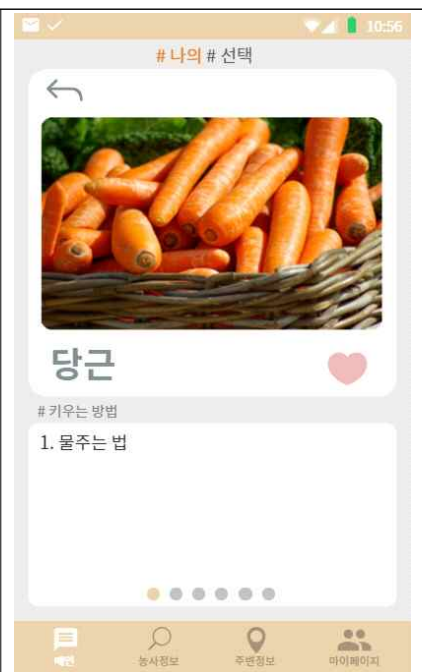 10:56
# 나의 # 선택
당근
# 키우는 방법
1. 물주는 법
농사정보
주변정보
마이페이지